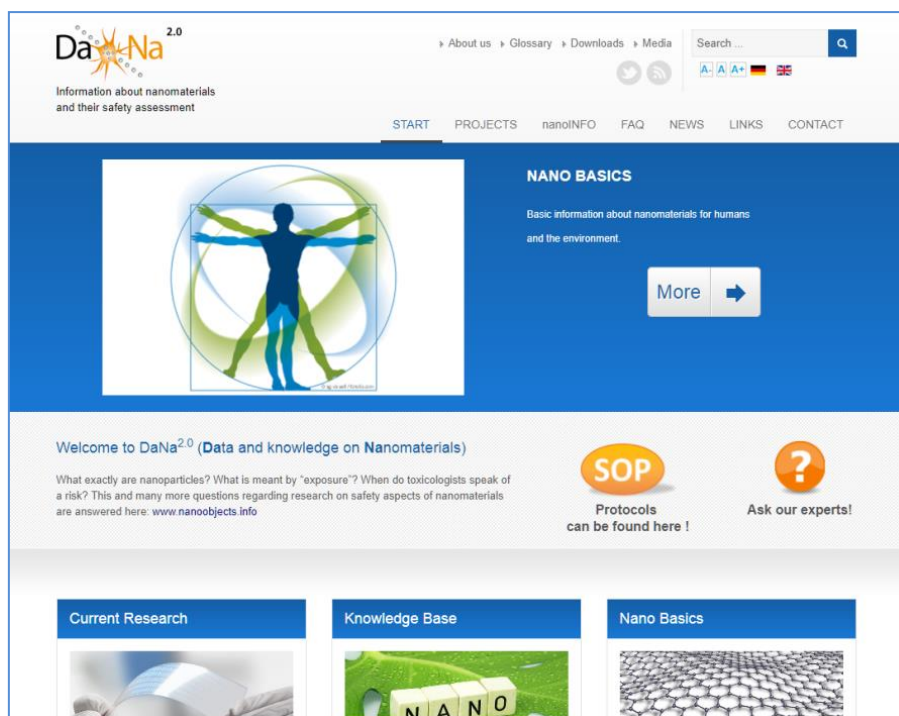 DaNa 2.0
Information about nanomaterials
and their safety assessment
About us Glossary Downloads Media
Search ...
A- A A+
START PROJECTS nanoINFO FAQ NEWS LINKS CONTACT
NANO BASICS
Basic information about nanomaterials for humans
and the environment.
More
Welcome to DaNa2.0 (Data and knowledge on Nanomaterials)
What exactly are nanoparticles? What is meant by "exposure"? When do toxicologists speak of
a risk? This and many more questions regarding research on safety aspects of nanomaterials
are answered here: www.nanoobjects.info
SOP
Protocols
can be found here !
?
Ask our experts!
Current Research
Knowledge Base
Nano Basics
NANO